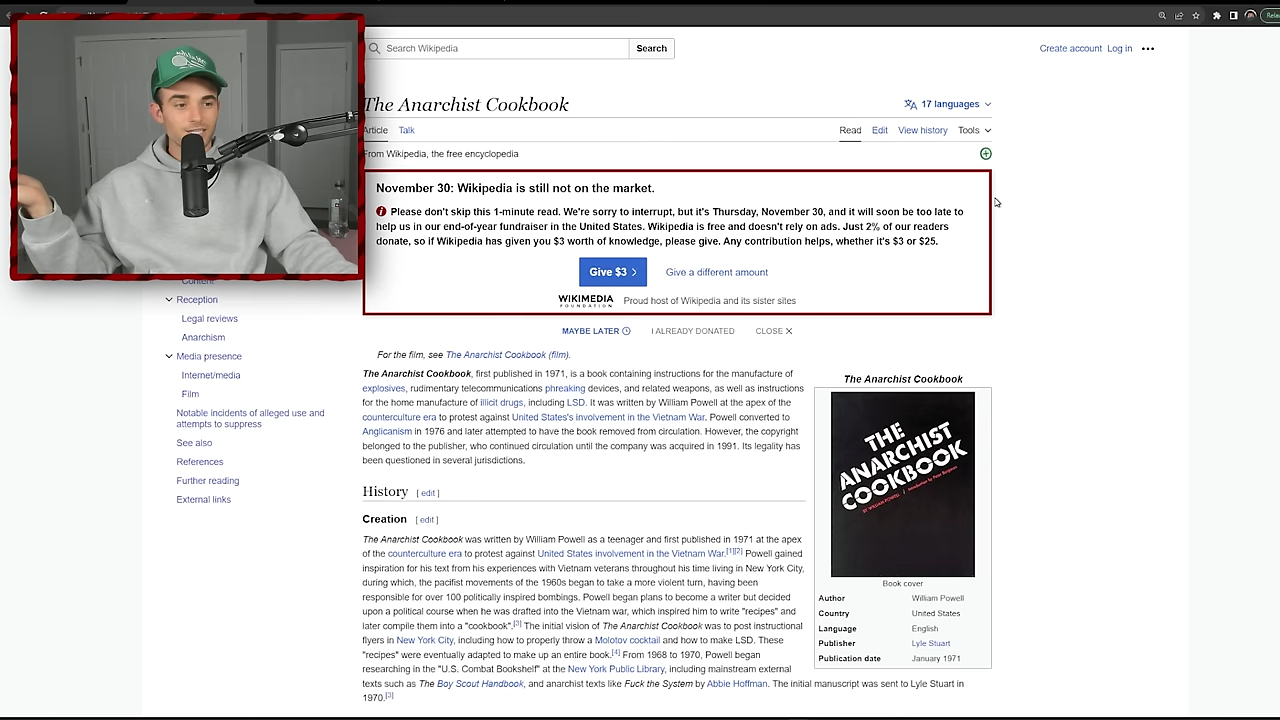 Search Wikipedia
Search
Create account Log in •••
The Anarchist Cookbook
17 languages
Article Talk
Read Edit View history Tools
From Wikipedia, the free encyclopedia
November 30: Wikipedia is still not on the market.
Please don't skip this 1-minute read. We're sorry to interrupt, but it's Thursday, November 30, and it will soon be too late to
help us in our end-of-year fundraiser in the United States. Wikipedia is free and doesn't rely on ads. Just 2% of our readers
donate, so if Wikipedia has given you $3 worth of knowledge, please give. Any contribution helps, whether it's $3 or $25.
Give $3
Give a different amount
WIKIMEDIA
FOUNDATION
Proud host of Wikipedia and its sister sites
MAYBE LATER
I ALREADY DONATED
CLOSE X
Content
Reception
Legal reviews
Anarchism
Media presence
Internet/media
Film
Notable incidents of alleged use and
attempts to suppress
See also
References
Further reading
External links
For the film, see The Anarchist Cookbook (film).
The Anarchist Cookbook, first published in 1971, is a book containing instructions for the manufacture of
explosives, rudimentary telecommunications phreaking devices, and related weapons, as well as instructions
for the home manufacture of illicit drugs, including LSD. It was written by William Powell at the apex of the
counterculture era to protest against United States's involvement in the Vietnam War. Powell converted to
Anglicanism in 1976 and later attempted to have the book removed from circulation. However, the copyright
belonged to the publisher, who continued circulation until the company was acquired in 1991. Its legality has
been questioned in several jurisdictions.
History [ edit ]
Creation [ edit ]
The Anarchist Cookbook was written by William Powell as a teenager and first published in 1971 at the apex
of the counterculture era to protest against United States involvement in the Vietnam War.[1][2] Powell gained
inspiration for his text from his experiences with Vietnam veterans throughout his time living in New York City,
during which, the pacifist movements of the 1960s began to take a more violent turn, having been
responsible for over 100 politically inspired bombings. Powell began plans to become a writer but decided
upon a political course when he was drafted into the Vietnam war, which inspired him to write "recipes" and
later compile them into a "cookbook".[3] The initial vision of The Anarchist Cookbook was to post instructional
flyers in New York City, including how to properly throw a Molotov cocktail and how to make LSD. These
"recipes" were eventually adapted to make up an entire book.[4] From 1968 to 1970, Powell began
researching in the "U.S. Combat Bookshelf" at the New York Public Library, including mainstream external
texts such as The Boy Scout Handbook, and anarchist texts like Fuck the System by Abbie Hoffman. The initial manuscript was sent to Lyle Stuart in
1970.[3]
The Anarchist Cookbook
THE
ANARCHIST
COOKBOOK
BY WILLIAM POWELL
Book cover
Author William Powell
Country United States
Language English
Publisher Lyle Stuart
Publication date January 1971